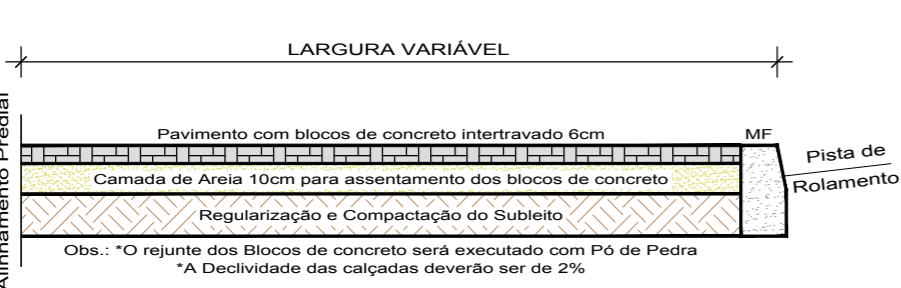 LARGURA VARIÁVEL
Alinhamento Predial
Pavimento com blocos de concreto intertravado 6cm
MF
Pista de
Rolamento
Camada de Areia 10cm para assentamento dos blocos de concreto
Regularização e Compactação do Subleito
Obs.: *O rejunte dos Blocos de concreto será executado com Pó de Pedra
*A Declividade das calçadas deverão ser de 2%